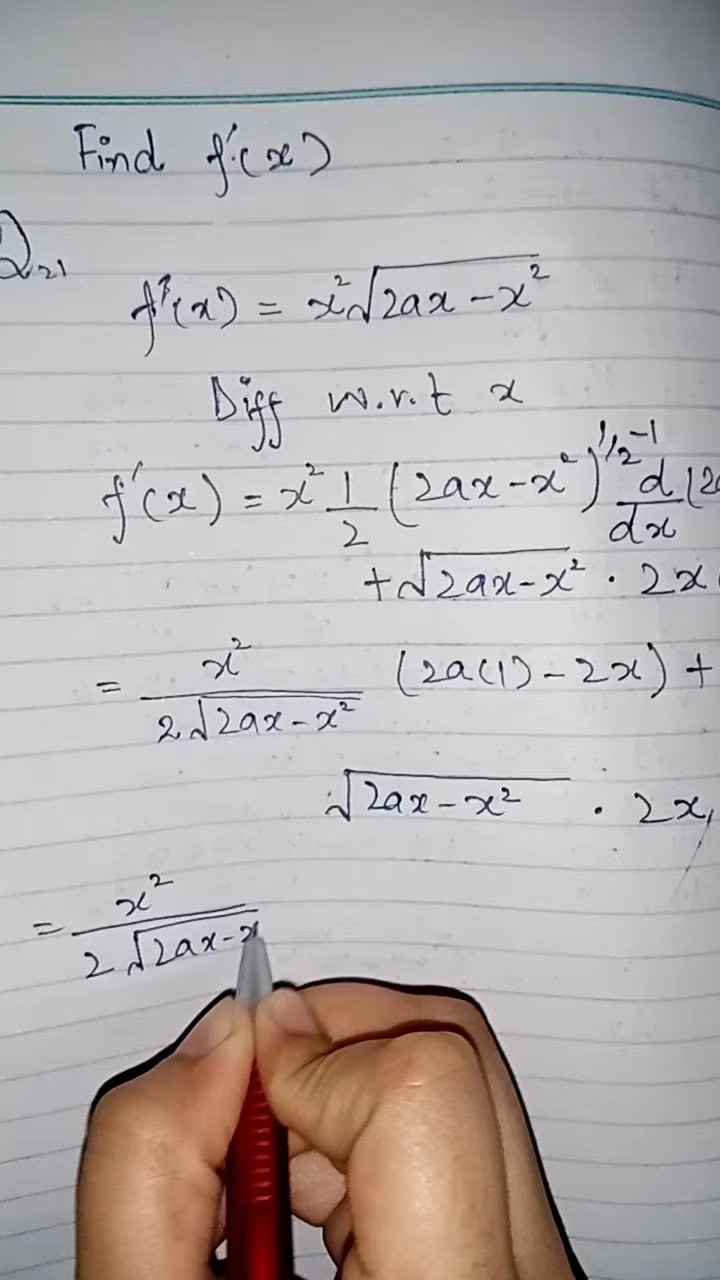 Find f'(x)
Q21
f'(x) = x²√(2ax - x²)
Diff w.r.t x
f'(x) = x² 1/2 (2ax - x²)^(1/2 - 1) d/dx (2
+ √(2ax - x²) · 2x
= x²/(2√(2ax - x²)) (2a(1) - 2x) +
√(2ax - x²) · 2x
= x²/(2√(2ax - x